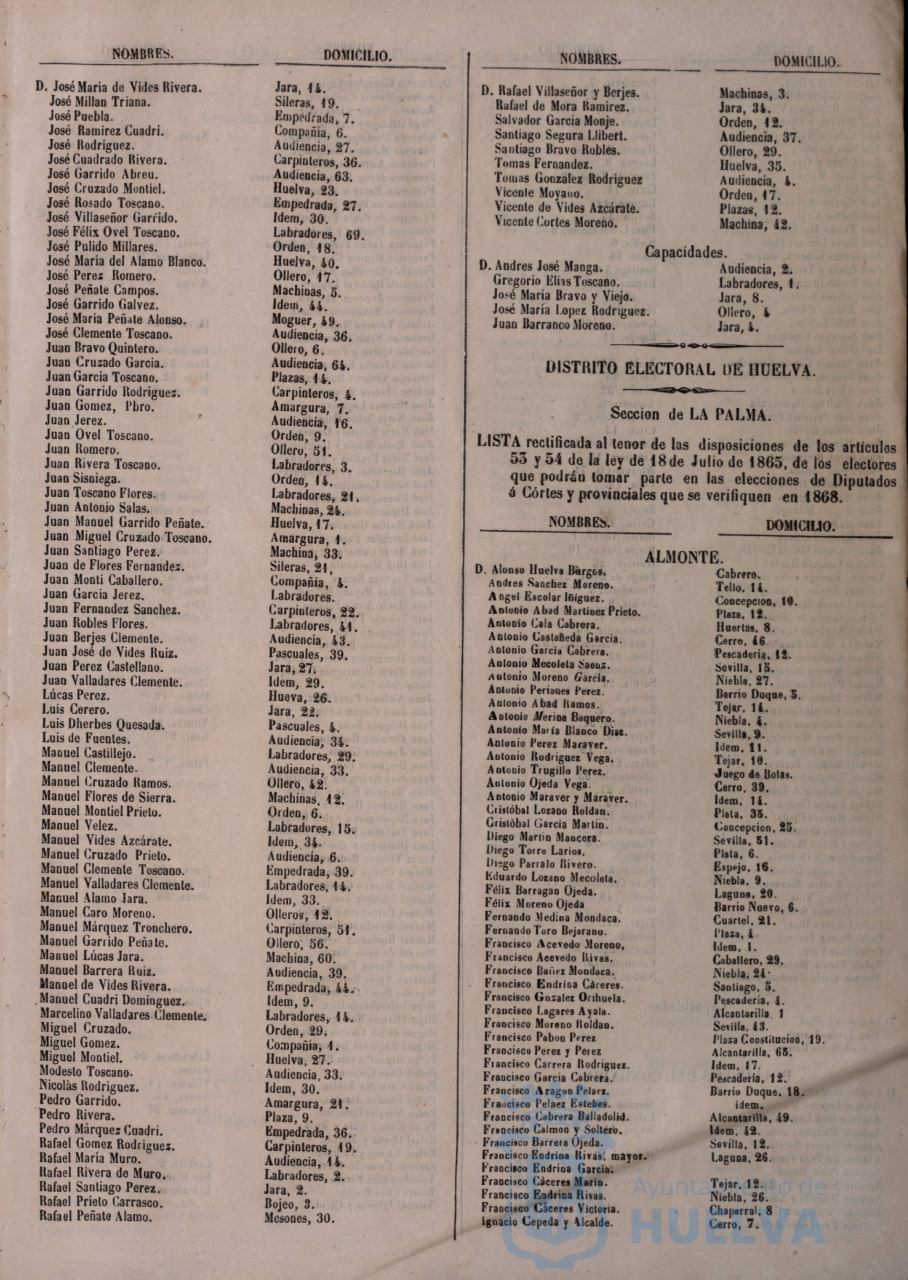 NOMBRES. DOMICILIO.
D. José Maria de Vides Rivera. Jara, 14.
José Millan Triana. Sileras, 19.
José Puebla. Empedrada, 7.
José Ramirez Cuadri. Compañia, 6.
José Rodriguez. Audiencia, 27.
José Cuadrado Rivera. Carpinteros, 36.
José Garrido Abreu. Audiencia, 63.
José Cruzado Montiel. Huelva, 23.
José Rosado Toscano. Empedrada, 27.
José Villaseñor Garrido. Idem, 30.
José Félix Ovel Toscano. Labradores, 69.
José Pulido Millares. Orden, 18.
José Maria del Alamo Blanco. Huelva, 40.
José Perez Romero. Ollero, 17.
José Peñate Campos. Machinas, 5.
José Garrido Galvez. Idem, 44.
José Maria Peñate Alonso. Moguer, 49.
José Clemente Toscano. Audiencia, 36.
Juan Bravo Quintero. Ollero, 6.
Juan Cruzado Garcia. Audiencia, 64.
Juan Garcia Toscano. Plazas, 14.
Juan Garrido Rodriguez. Carpinteros, 4.
Juan Gomez, Pbro. Amargura, 7.
Juan Jerez. Audiencia, 16.
Juan Ovel Toscano. Orden, 9.
Juan Romero. Ollero, 51.
Juan Rivera Toscano. Labradores, 3.
Juan Sisniega. Orden, 14.
Juan Toscano Flores. Labradores, 21.
Juan Antonio Salas. Machinas, 24.
Juan Manuel Garrido Peñate. Huelva, 17.
Juan Miguel Cruzado Toscano. Amargura, 1.
Juan Santiago Perez. Machina, 33.
Juan de Flores Fernandez. Sileras, 21,
Juan Monti Caballero. Compañia, 4.
Juan Garcia Jerez. Labradores.
Juan Fernandez Sanchez. Carpinteros, 22.
Juan Robles Flores. Labradores, 41.
Juan Berjes Clemente. Audiencia, 43.
Juan José de Vides Ruiz. Pascuales, 39.
Juan Perez Castellano. Jara, 27.
Juan Valladares Clemente. Idem, 29.
Lúcas Perez. Hueva, 26.
Luis Cerero. Jara, 22.
Luis Dherbes Quesada. Pascuales, 4.
Luis de Fuentes. Audiencia, 34.
Manuel Castillejo. Labradores, 29.
Manuel Clemente. Audiencia, 33.
Manuel Cruzado Ramos. Ollero, 42.
Manuel Flores de Sierra. Machinas, 12.
Manuel Montiel Prieto. Orden, 6.
Manuel Velez. Labradores, 15.
Manuel Vides Azcárate. Idem, 34.
Manuel Cruzado Prieto. Audiencia, 6.
Manuel Clemente Toscano. Empedrada, 39.
Manuel Valladares Clemente. Labradores, 14.
Manuel Alamo Jara. Idem, 33.
Manuel Caro Moreno. Olleros, 12.
Manuel Márquez Tronchero. Carpinteros, 51.
Manuel Garrido Peñate. Ollero, 56.
Manuel Lúcas Jara. Machina, 60.
Manuel Barrera Ruiz. Audiencia, 39.
Manuel de Vides Rivera. Empedrada, 44.
Manuel Cuadri Dominguez. Idem, 9.
Marcelino Valladares Clemente. Labradores, 14.
Miguel Cruzado. Orden, 29.
Miguel Gomez. Compañia, 1.
Miguel Montiel. Huelva, 27.
Modesto Toscano. Audiencia, 33.
Nicolàs Rodriguez. Idem, 30.
Pedro Garrido. Amargura, 21.
Pedro Rivera. Plaza, 9.
Pedro Márquez Cuadri. Empedrada, 36.
Rafael Gomez Rodriguez. Carpinteros, 19.
Rafael Maria Muro. Audiencia, 14.
Rafael Rivera de Muro. Labradores, 2.
Rafael Santiago Perez. Jara, 2.
Rafael Prieto Carrasco. Bojeo, 3.
Rafael Peñate Alamo. Mesones, 30.
NOMBRES. DOMICILIO.
D. Rafael Villaseñor y Berjes. Machinas, 3.
Rafael de Mora Ramirez. Jara, 34.
Salvador Garcia Monje. Orden, 12.
Santiago Segura Llibert. Audiencia, 37.
Santiago Bravo Robles. Ollero, 29.
Tomas Fernandez. Huelva, 35.
Tomas Gonzalez Rodriguez Audiencia, 4.
Vicente Moyano. Orden, 17.
Vicente de Vides Azcárate. Plazas, 12.
Vicente Cortes Moreno. Machina, 42.
Capacidades.
D. Andres José Manga. Audiencia, 2.
Gregorio Elias Toscano. Labradores, 1.
José María Bravo y Viejo. Jara, 8.
José María Lopez Rodriguez. Ollero, 4
Juan Barranco Moreno. Jara, 4.
DISTRITO ELECTORAL DE HUELVA.
Seccion de LA PALMA.
LISTA rectificada al tenor de las disposiciones de los artículos
53 y 54 de la ley de 18 de Julio de 1865, de los electores
que podrán tomar parte en las elecciones de Diputados
á Córtes y provinciales que se verifiquen en 1868.
NOMBRES. DOMICILIO.
ALMONTE.
D. Alonso Huelva Búrgos. Cabrero.
Andres Sanchez Moreno. Tello, 14.
Angel Escolar Iñiguez. Concepcion, 10.
Antonio Abad Martinez Prieto. Plaza, 12.
Antonio Cala Cabrera. Huertas, 8.
Antonio Castañeda Garcia. Cerro, 46
Antonio Garcia Cabrera. Pescaderia, 12.
Antonio Mecoleta Saenz. Sevilla, 15.
Antonio Moreno Garcia. Niebla, 27.
Antonio Periañes Perez. Barrio Duque, 5.
Antonio Abad Ramos. Tejar, 14.
Antonio Merino Baquero. Niebla, 4.
Antonio María Blanco Diaz. Sevilla, 9.
Antonio Perez Maraver. Idem, 11.
Antonio Rodriguez Vega. Tejar, 10.
Antonio Trugillo Perez. Juego de Bolas.
Antonio Ojeda Vega. Cerro, 39.
Antonio Maraver y Maraver. Idem, 14.
Cristóbal Lozano Roldan. Plata, 35.
Cristóbal Garcia Martin. Concepcion, 25.
Diego Martin Mancera. Sevilla, 51.
Diego Torre Larios. Plata, 6.
Diego Parralo Rivero. Espejo, 16.
Eduardo Lozano Mecoleta. Niebla, 9.
Félix Barragan Ojeda. Laguna, 20.
Félix Moreno Ojeda Barrio Nuevo, 6.
Fernando Medina Mondaca. Cuartel, 21.
Fernando Toro Bejarano. Plaza, 4.
Francisco Acevedo Moreno, Idem, 1.
Francisco Acevedo Rivas. Caballero, 29.
Francisco Bañez Mondaca. Niebla, 24
Francisco Endrina Cáceres. Santiago, 5.
Francisco Gnzalez Orihuela. Pescaderia, 4.
Francisco Lagares Ayala. Alcantarilla, 1
Francisco Moreno Roldan. Sevilla, 43.
Francisco Pabon Perez Plaza Constitucion, 19.
Francisco Perez y Perez Alcantarilla, 65.
Francisco Carrera Rodriguez. Idem, 17.
Francisco Garcia Cabrera. Pescaderia, 12.
Francisco Aragon Pelaez. Barrio Duque, 18.
Francisco Pelaez Estebes. idem.
Francisco Cabrera Balladolid. Alcantarilla, 49.
Francisco Calmon y Soltero. Idem, 42.
Francisco Barrera Ojeda. Sevilla, 12.
Francisco Endrina Rivas, mayor. Laguna, 26.
Francisco Endrina Garcia.
Francisco Cáceres Marin. Tejar, 12.
Francisco Endrina Rivas. Niebla, 26.
Francisco Cáceres Victoria. Chaparral, 8
Ignacio Cepeda y Alcalde. Cerro, 7.
Ayuntamiento de
HUELVA